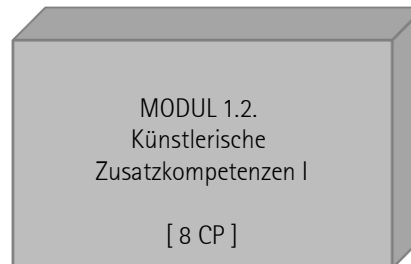 MODUL 1.2.
Künstlerische
Zusatzkompetenzen I
[ 8 CP ]